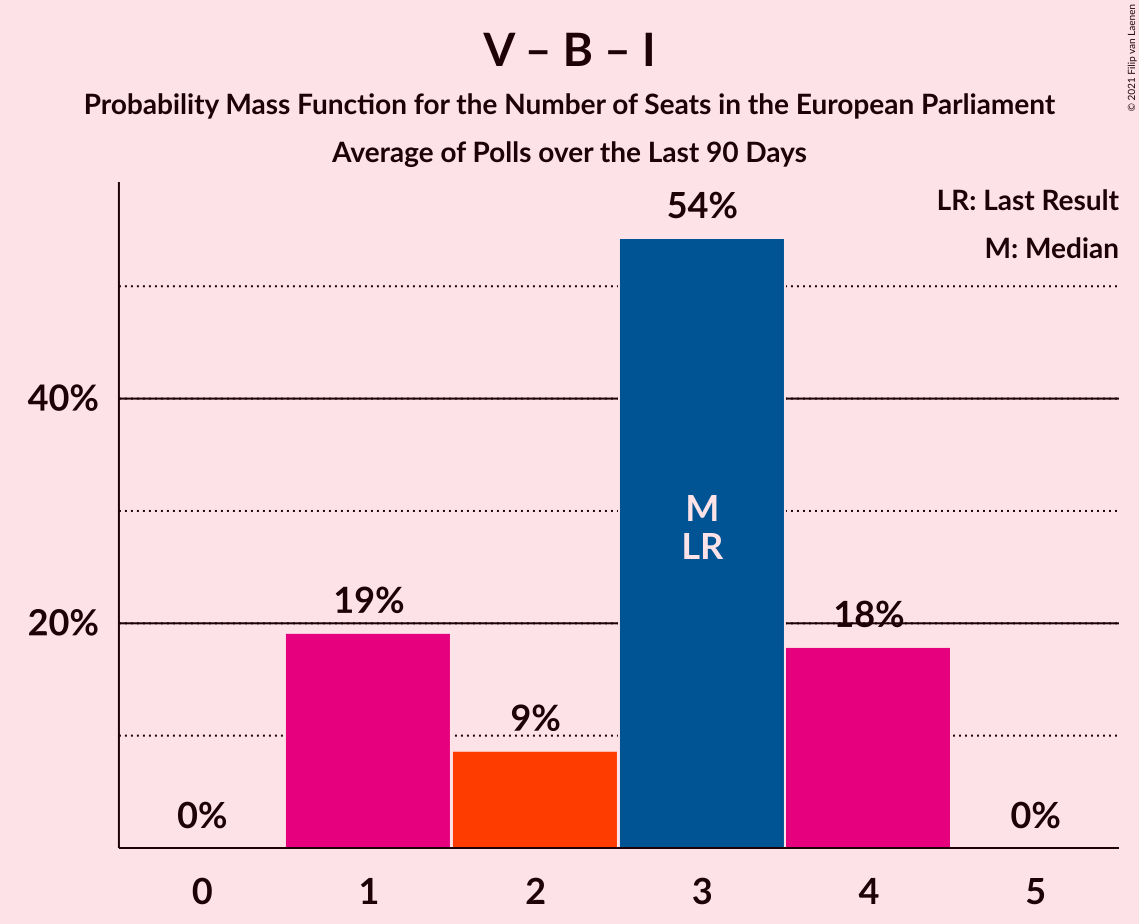 V – B – I
Probability Mass Function for the Number of Seats in the European Parliament
Average of Polls over the Last 90 Days
© 2021 Filip van Laenen
LR: Last Result
M: Median
54%
40%
M
LR
19%
18%
20%
9%
0%
0%
0 1 2 3 4 5